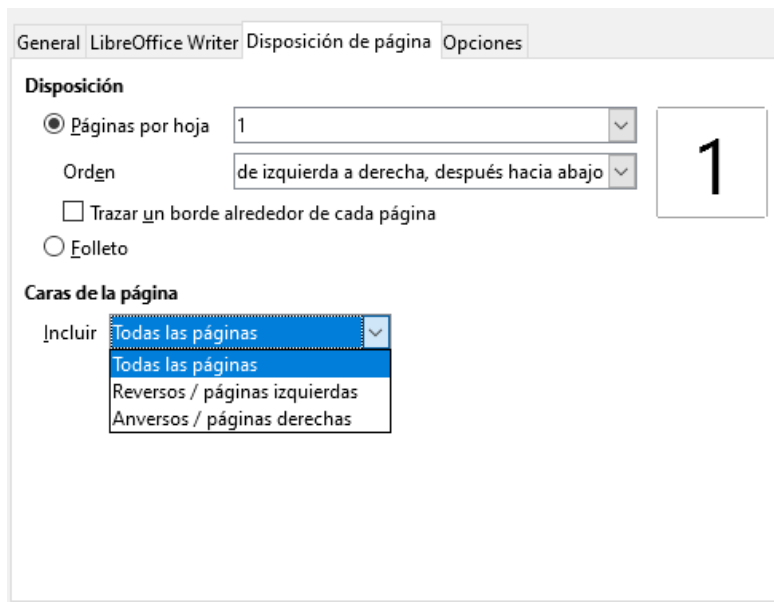 General LibreOffice Writer Disposición de página Opciones
Disposición
Páginas por hoja 1
1
Orden de izquierda a derecha, después hacia abajo
Trazar un borde alrededor de cada página
Folleto
Caras de la página
Incluir Todas las páginas
Todas las páginas
Reversos / páginas izquierdas
Anversos / páginas derechas